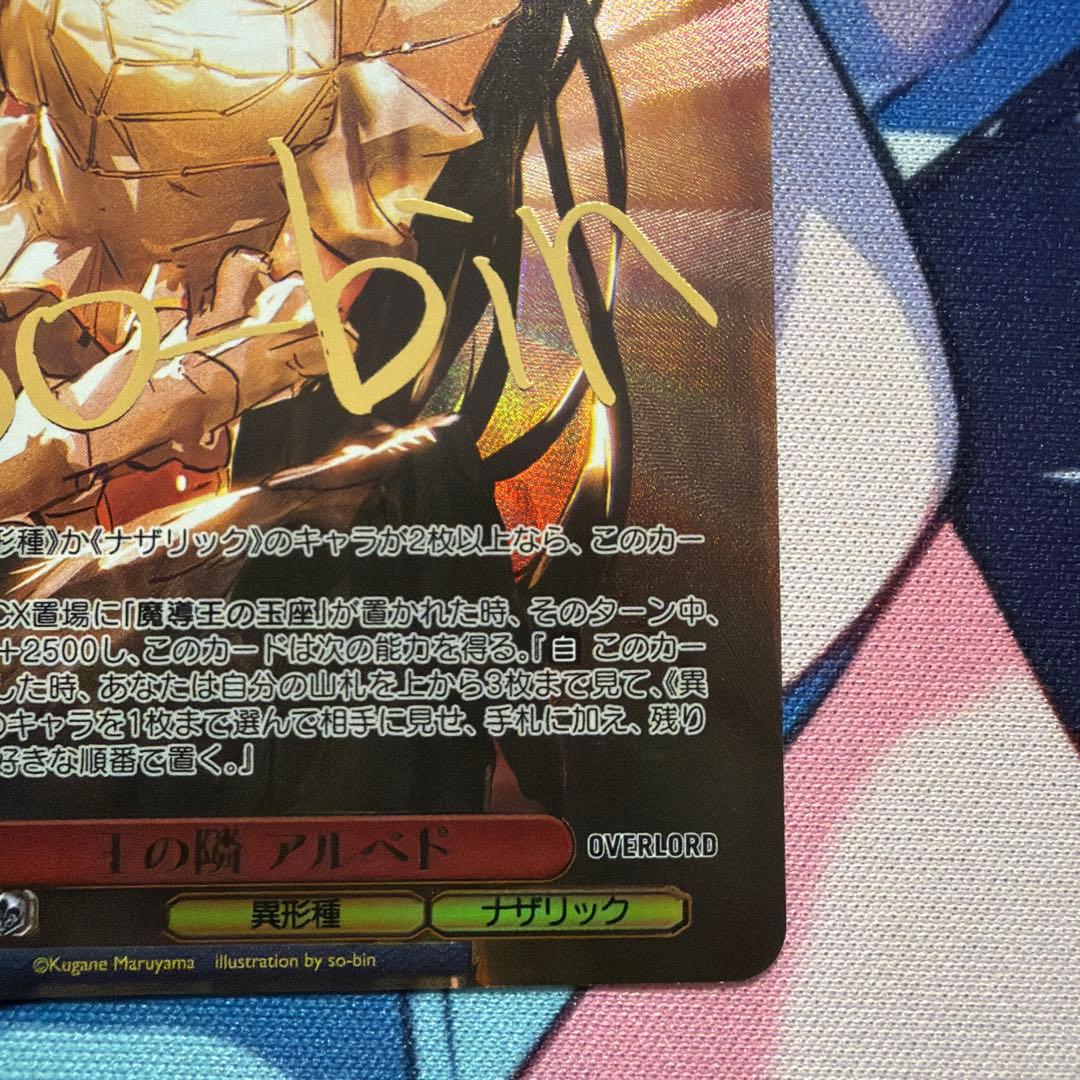 so-bin
形種》か《ナザリック》のキャラが2枚以上なら、このカー
CX置場に「魔導王の玉座」が置かれた時、そのターン中、
+2500し、このカードは次の能力を得る。『自 このカー
した時、あなたは自分の山札を上から3枚まで見て、《異
のキャラを1枚まで選んで相手に見せ、手札に加え、残り
好きな順番で置く。』
王の隣 アルベド
OVERLORD
異形種 ナザリック
©Kugane Maruyama illustration by so-bin